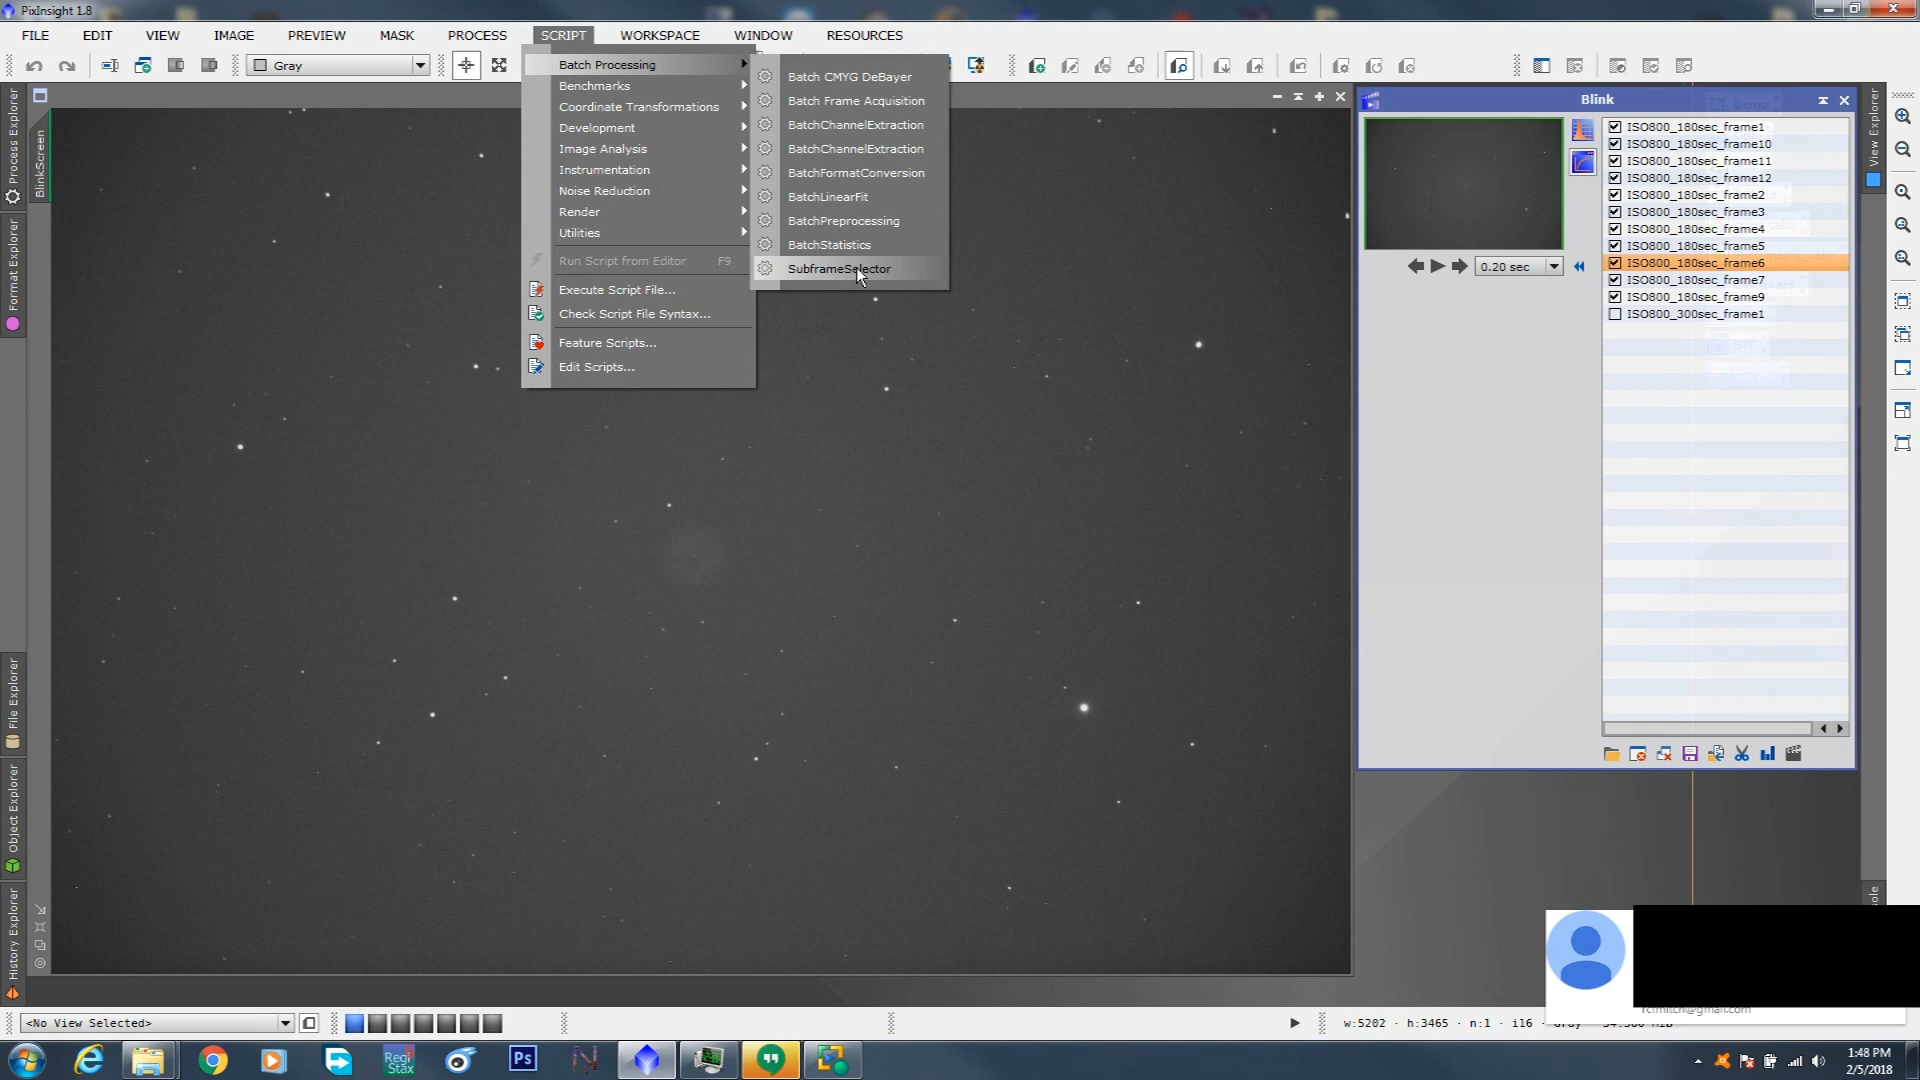 PixInsight 1.8
FILE
EDIT
VIEW
IMAGE
PREVIEW
MASK
PROCESS
SCRIPT
WORKSPACE
WINDOW
RESOURCES
Gray
Batch Processing
Benchmarks
Coordinate Transformations
Development
Image Analysis
Instrumentation
Noise Reduction
Render
Utilities
Run Script from Editor F9
Execute Script File...
Check Script File Syntax...
Feature Scripts...
Edit Scripts...
Batch CMYG DeBayer
Batch Frame Acquisition
BatchChannelExtraction
BatchChannelExtraction
BatchFormatConversion
BatchLinearFit
BatchPreprocessing
BatchStatistics
SubframeSelector
Process Explorer
Format Explorer
File Explorer
Object Explorer
History Explorer
BlinkScreen
View Explorer
Blink
0.20 sec
ISO800_180sec_frame1
ISO800_180sec_frame10
ISO800_180sec_frame11
ISO800_180sec_frame12
ISO800_180sec_frame2
ISO800_180sec_frame3
ISO800_180sec_frame4
ISO800_180sec_frame5
ISO800_180sec_frame6
ISO800_180sec_frame7
ISO800_180sec_frame9
ISO800_300sec_frame1
STF
<No View Selected>
w:5202 · h:3465 · n:1 · i16 ·
Regi
Stax
Ps
1:48 PM
2/5/2018